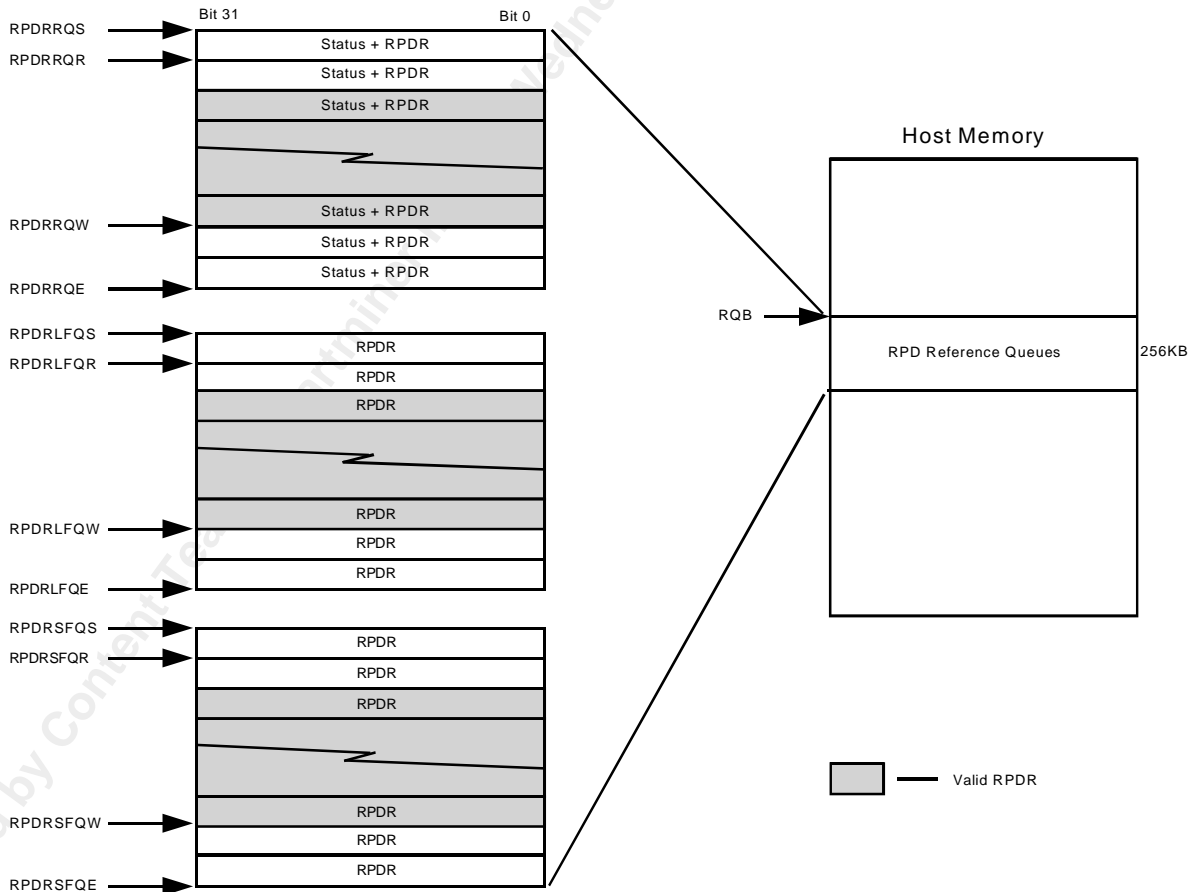 Bit 31 Bit 0
RPDRRQS
Status + RPDR
RPDRRQR
Status + RPDR
Status + RPDR
Status + RPDR
RPDRRQW
Status + RPDR
Status + RPDR
RPDRRQE
RPDRLFQS
RPDR
RPDRLFQR
RPDR
RPDR
RPDR
RPDRLFQW
RPDR
RPDR
RPDRLFQE
RPDRSFQS
RPDR
RPDRSFQR
RPDR
RPDR
RPDR
RPDRSFQW
RPDR
RPDR
RPDRSFQE
Host Memory
RQB
RPD Reference Queues
256KB
Valid RPDR
by Content